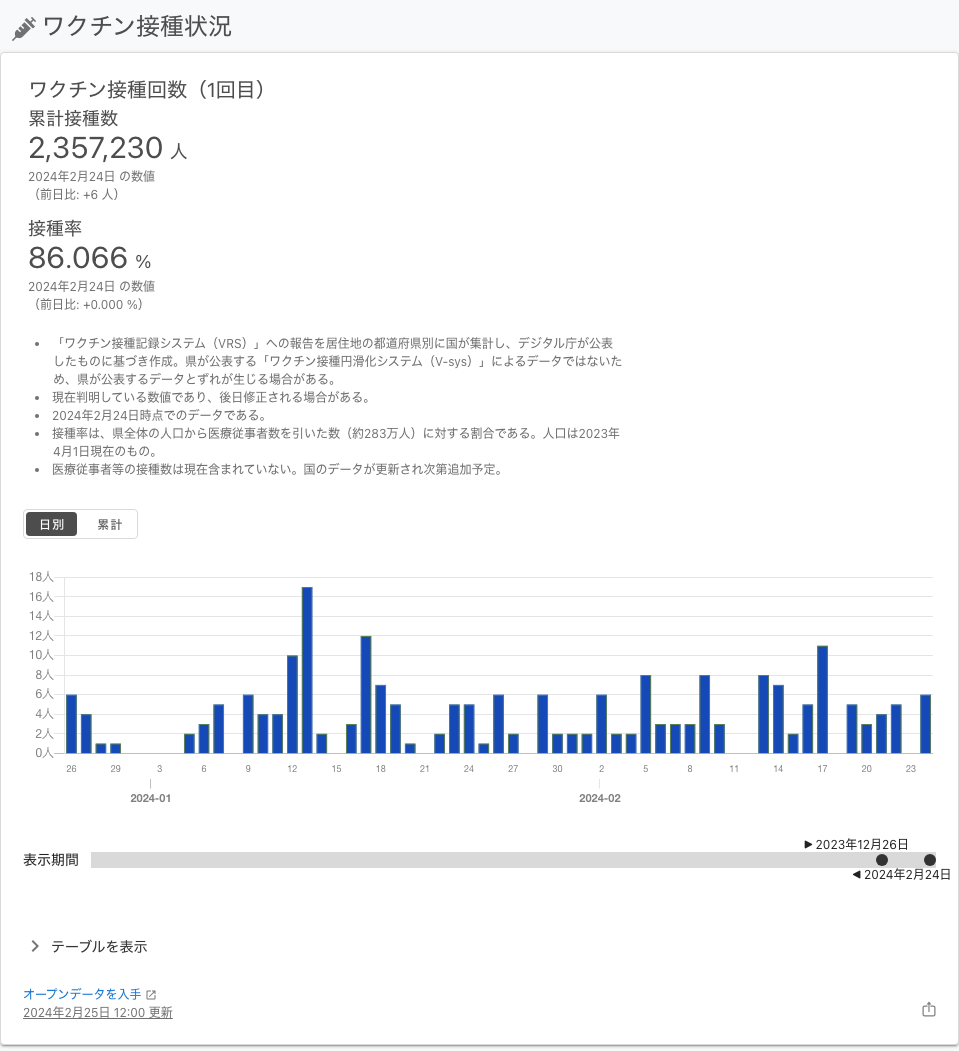 ワクチン接種状況
ワクチン接種回数（1回目）
累計接種数
2,357,230 人
2024年2月24日 の数値
（前日比: +6 人）
接種率
86.066 %
2024年2月24日 の数値
（前日比: +0.000 %）
• 「ワクチン接種記録システム（VRS）」への報告を居住地の都道府県別に国が集計し、デジタル庁が公表
したものに基づき作成。県が公表する「ワクチン接種円滑化システム（V-sys）」によるデータではないた
め、県が公表するデータとずれが生じる場合がある。
• 現在判明している数値であり、後日修正される場合がある。
• 2024年2月24日時点でのデータである。
• 接種率は、県全体の人口から医療従事者数を引いた数（約283万人）に対する割合である。人口は2023年
4月1日現在のもの。
• 医療従事者等の接種数は現在含まれていない。国のデータが更新され次第追加予定。
日別 累計
18人
16人
14人
12人
10人
8人
6人
4人
2人
0人
26 29 3 6 9 12 15 18 21 24 27 30 2 5 8 11 14 17 20 23
2024-01 2024-02
▶ 2023年12月26日
表示期間
◀ 2024年2月24日
テーブルを表示
オープンデータを入手
2024年2月25日 12:00 更新